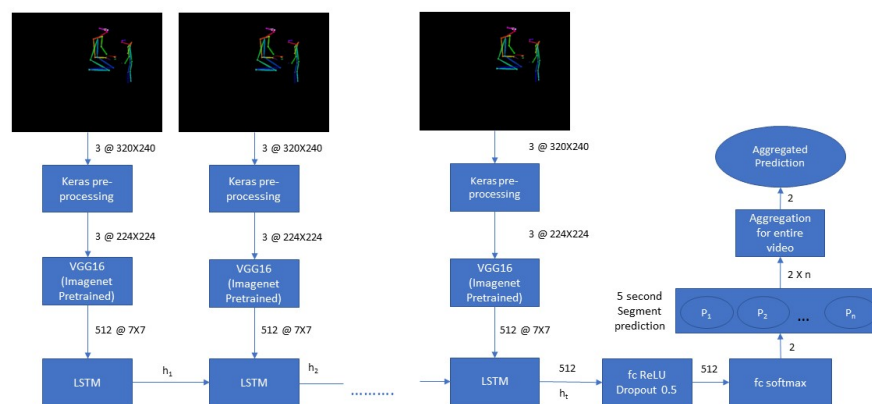 3 @ 320X240
3 @ 320X240
3 @ 320X240
Keras pre-
processing
Keras pre-
processing
Keras pre-
processing
3 @ 224X224
3 @ 224X224
3 @ 224X224
VGG16
(Imagenet
Pretrained)
VGG16
(Imagenet
Pretrained)
VGG16
(Imagenet
Pretrained)
512 @ 7X7
512 @ 7X7
512 @ 7X7
LSTM
h1
LSTM
h2
..........
LSTM
512
ht
fc ReLU
Dropout 0.5
512
fc softmax
2
5 second
Segment
prediction
P1
P2
...
Pn
2 X n
Aggregation
for entire
video
2
Aggregated
Prediction